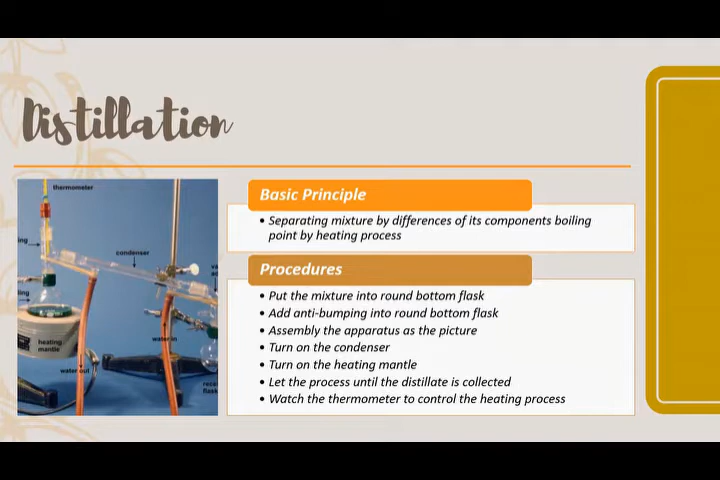 Distillation
thermometer
condenser
heating
mantle
water in
water out
Basic Principle
• Separating mixture by differences of its components boiling
point by heating process
Procedures
• Put the mixture into round bottom flask
• Add anti-bumping into round bottom flask
• Assembly the apparatus as the picture
• Turn on the condenser
• Turn on the heating mantle
• Let the process until the distillate is collected
• Watch the thermometer to control the heating process